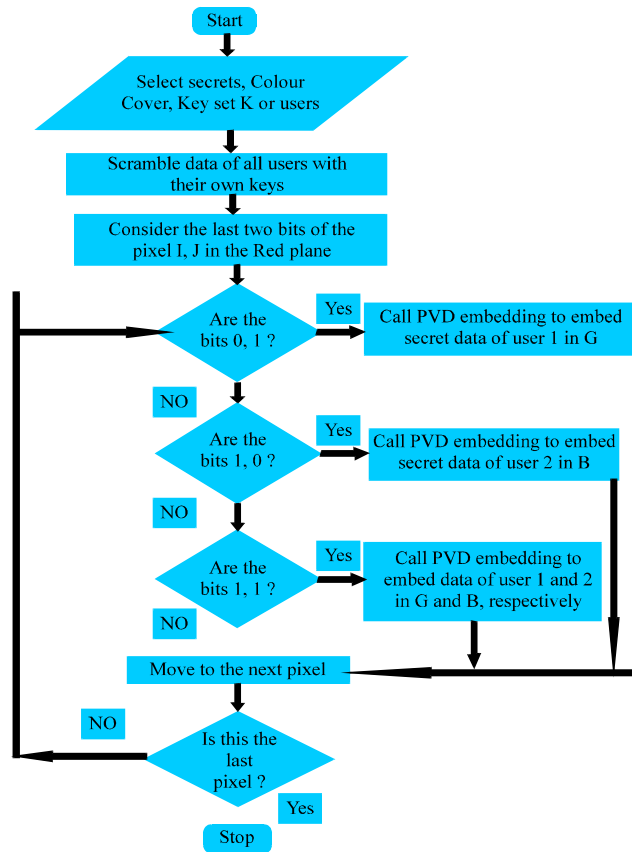 Start
Select secrets, Colour
Cover, Key set K or users
Scramble data of all users with
their own keys
Consider the last two bits of the
pixel I, J in the Red plane
Are the
bits 0, 1 ?
Yes
Call PVD embedding to embed
secret data of user 1 in G
NO
Are the
bits 1, 0 ?
Yes
Call PVD embedding to embed
secret data of user 2 in B
NO
Are the
bits 1, 1 ?
Yes
Call PVD embedding to
embed data of user 1 and 2
in G and B, respectively
NO
Move to the next pixel
NO
Is this the
last
pixel ?
Yes
Stop